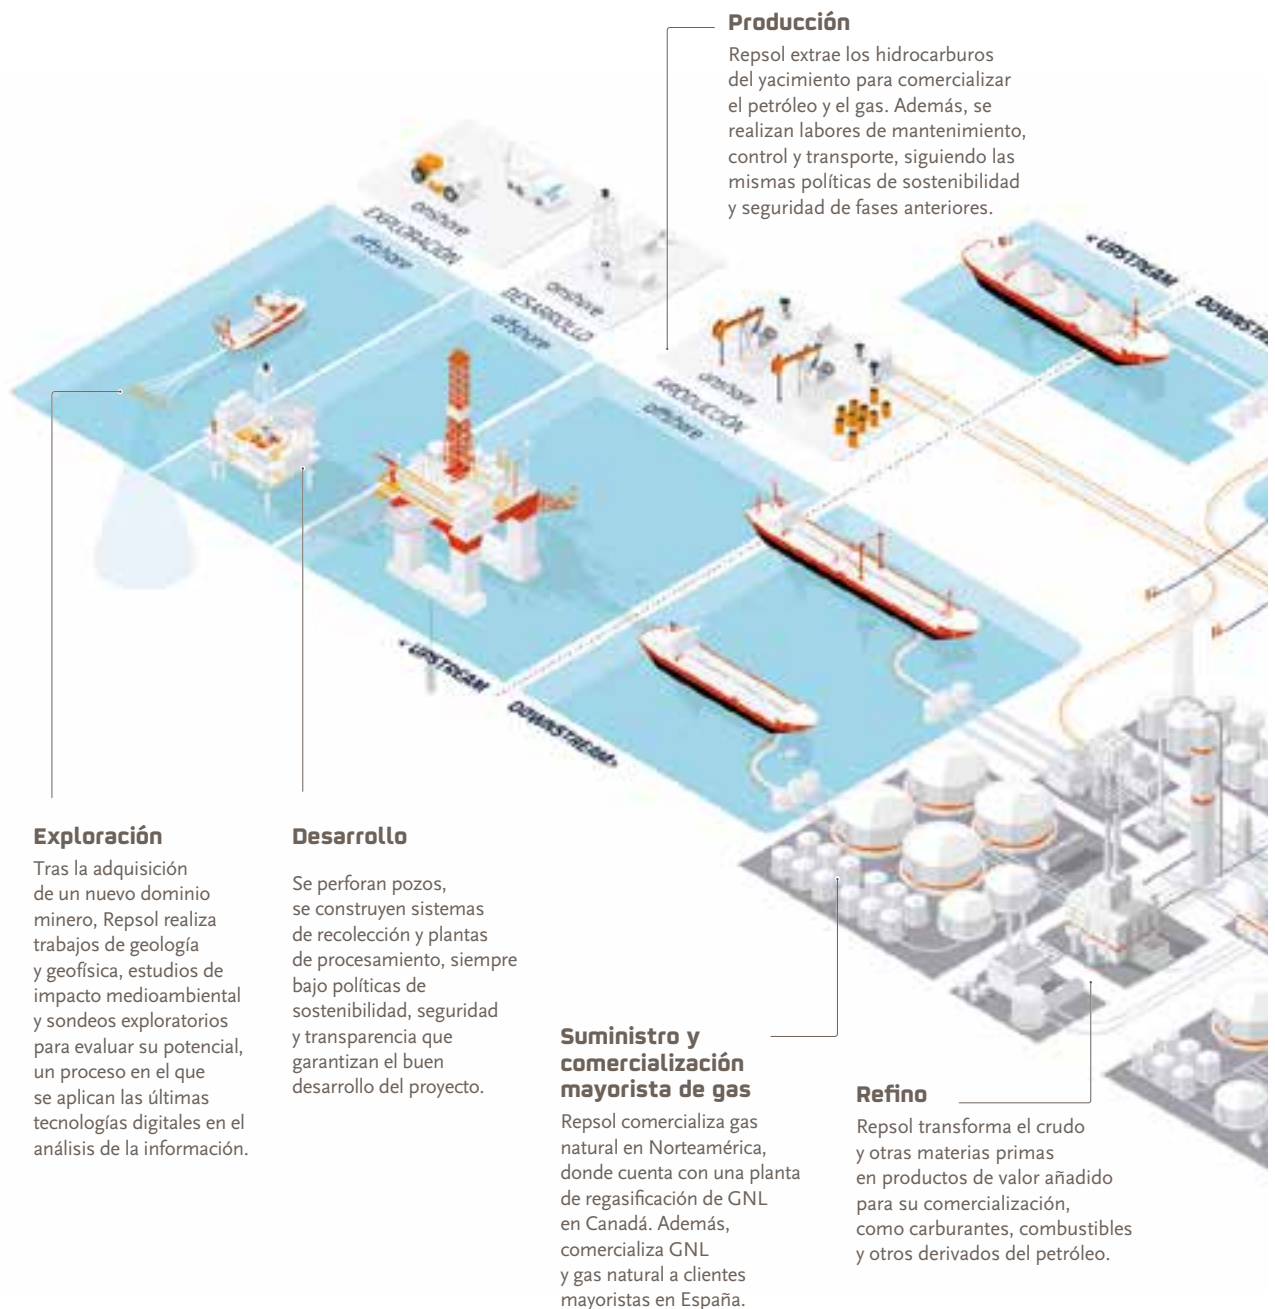 Producción
Repsol extrae los hidrocarburos
del yacimiento para comercializar
el petróleo y el gas. Además, se
realizan labores de mantenimiento,
control y transporte, siguiendo las
mismas políticas de sostenibilidad
y seguridad de fases anteriores.
onshore
EXPLORACIÓN
offshore
onshore
DESARROLLO
offshore
onshore
PRODUCCIÓN
offshore
< UPSTREAM
< UPSTREAM
DOWNSTREAM>
Exploración
Tras la adquisición
de un nuevo dominio
minero, Repsol realiza
trabajos de geología
y geofísica, estudios de
impacto medioambiental
y sondeos exploratorios
para evaluar su potencial,
un proceso en el que
se aplican las últimas
tecnologías digitales en el
análisis de la información.
Desarrollo
Se perforan pozos,
se construyen sistemas
de recolección y plantas
de procesamiento, siempre
bajo políticas de
sostenibilidad, seguridad
y transparencia que
garantizan el buen
desarrollo del proyecto.
Suministro y
comercialización
mayorista de gas
Repsol comercializa gas
natural en Norteamérica,
donde cuenta con una planta
de regasificación de GNL
en Canadá. Además,
comercializa GNL
y gas natural a clientes
mayoristas en España.
Refino
Repsol transforma el crudo
y otras materias primas
en productos de valor añadido
para su comercialización,
como carburantes, combustibles
y otros derivados del petróleo.